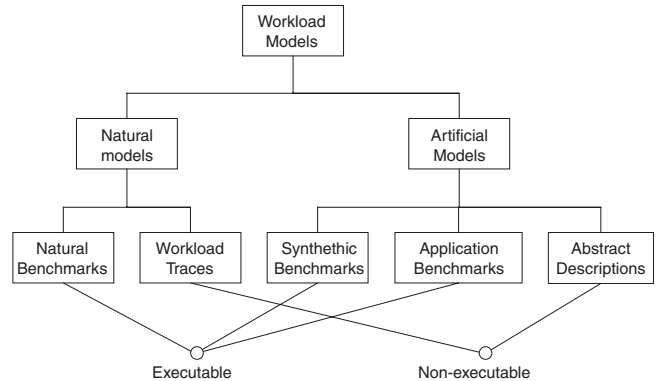 Workload
Models
Natural
models
Artificial
Models
Natural
Benchmarks
Workload
Traces
Synthethic
Benchmarks
Application
Benchmarks
Abstract
Descriptions
Executable
Non-executable